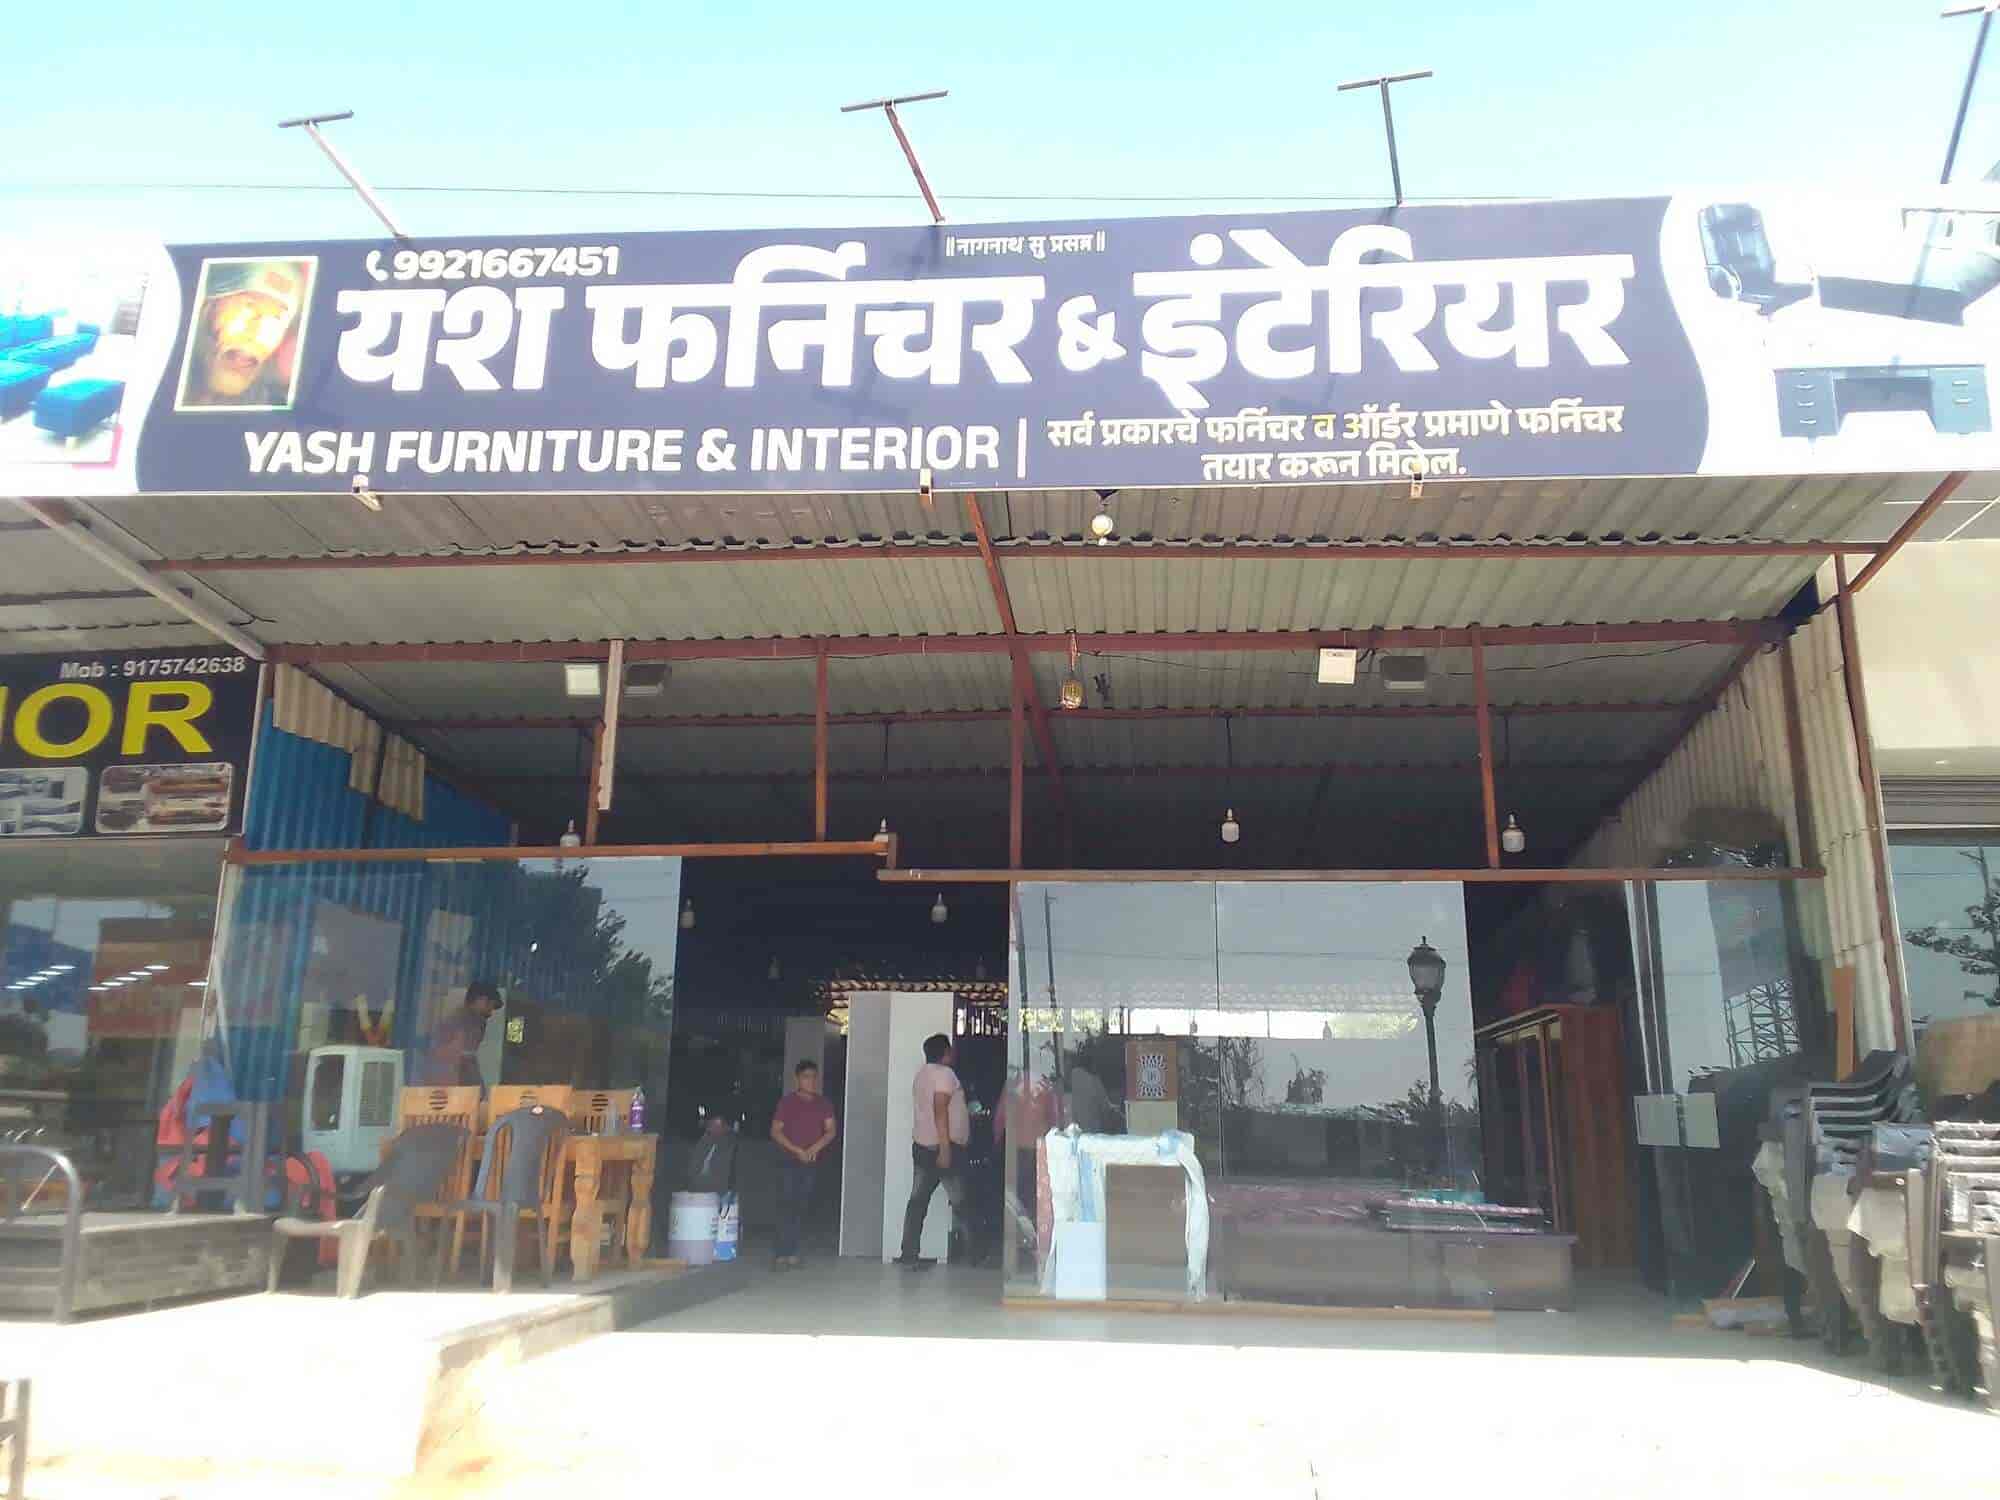 9921667451
॥नागनाथ सु प्रसन्न॥
यश फर्निचर & इंटेरियर
YASH FURNITURE & INTERIOR
सर्व प्रकारचे फर्निचर व ऑर्डर प्रमाणे फर्निचर
तयार करून मिळेल.
Mob : 9175742638
IOR